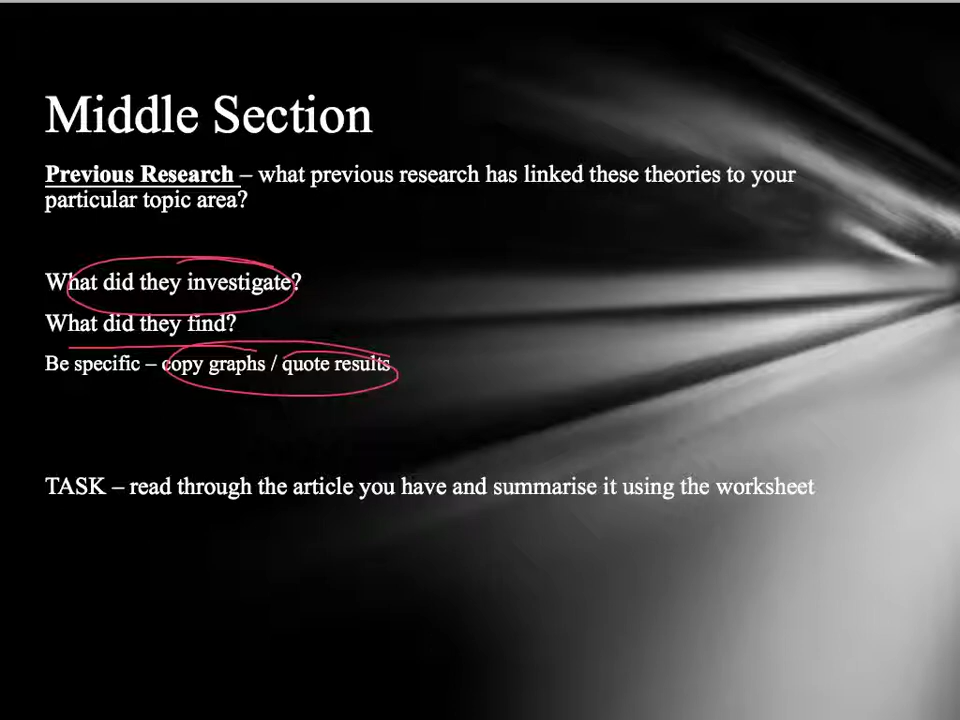 Middle Section
Previous Research – what previous research has linked these theories to your
particular topic area?
What did they investigate?
What did they find?
Be specific – copy graphs / quote results
TASK – read through the article you have and summarise it using the worksheet